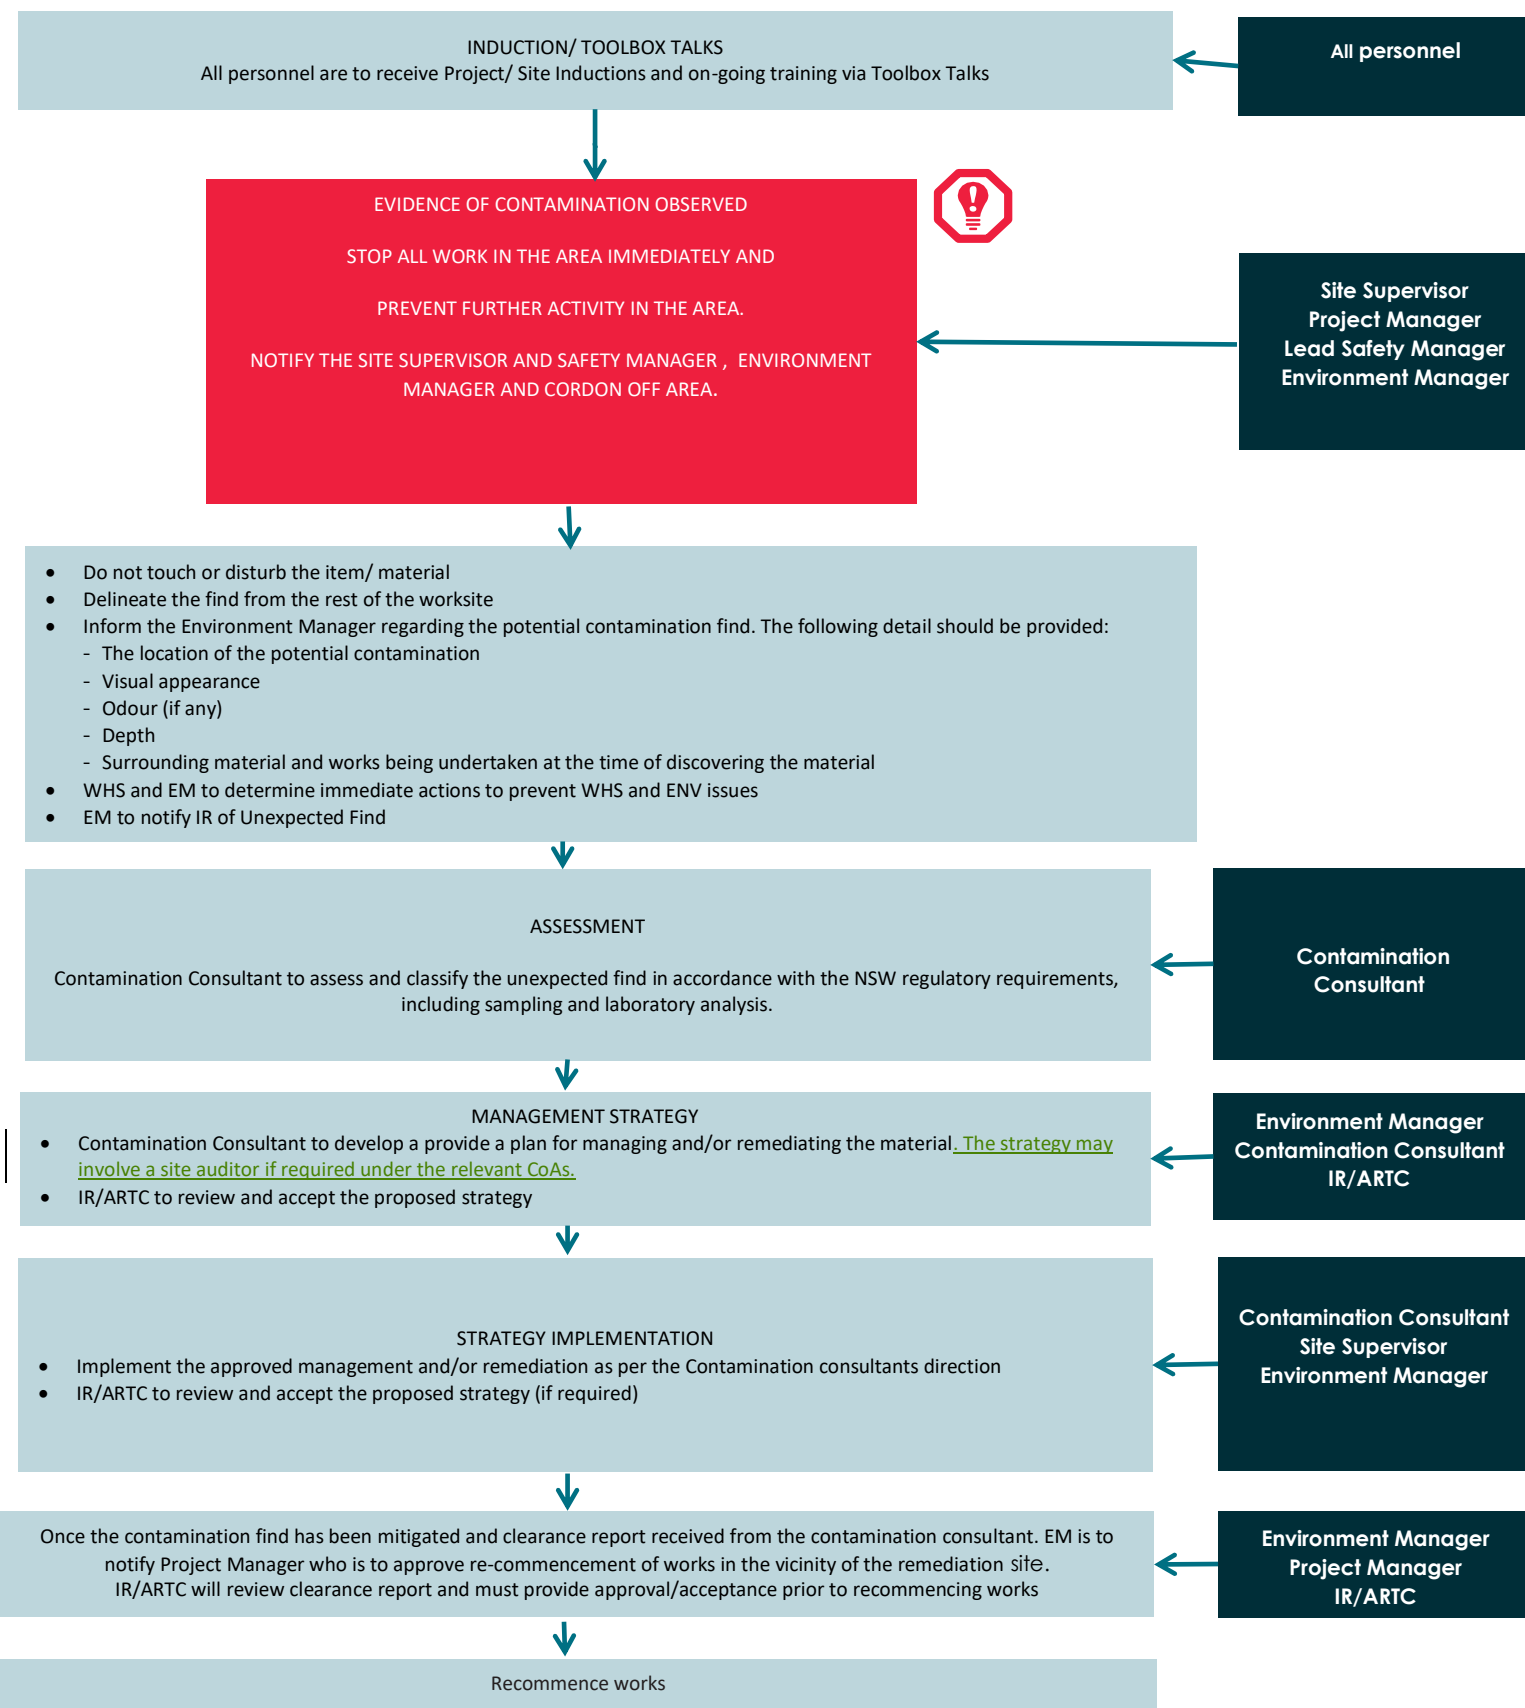 INDUCTION/ TOOLBOX TALKS
All personnel are to receive Project/ Site Inductions and on-going training via Toolbox Talks
All personnel
EVIDENCE OF CONTAMINATION OBSERVED
STOP ALL WORK IN THE AREA IMMEDIATELY AND
PREVENT FURTHER ACTIVITY IN THE AREA.
NOTIFY THE SITE SUPERVISOR AND SAFETY MANAGER , ENVIRONMENT
MANAGER AND CORDON OFF AREA.
Site Supervisor
Project Manager
Lead Safety Manager
Environment Manager
• Do not touch or disturb the item/ material
• Delineate the find from the rest of the worksite
• Inform the Environment Manager regarding the potential contamination find. The following detail should be provided:
- The location of the potential contamination
- Visual appearance
- Odour (if any)
- Depth
- Surrounding material and works being undertaken at the time of discovering the material
• WHS and EM to determine immediate actions to prevent WHS and ENV issues
• EM to notify IR of Unexpected Find
ASSESSMENT
Contamination Consultant to assess and classify the unexpected find in accordance with the NSW regulatory requirements,
including sampling and laboratory analysis.
Contamination
Consultant
MANAGEMENT STRATEGY
• Contamination Consultant to develop a provide a plan for managing and/or remediating the material. The strategy may
involve a site auditor if required under the relevant CoAs.
• IR/ARTC to review and accept the proposed strategy
Environment Manager
Contamination Consultant
IR/ARTC
STRATEGY IMPLEMENTATION
• Implement the approved management and/or remediation as per the Contamination consultants direction
• IR/ARTC to review and accept the proposed strategy (if required)
Contamination Consultant
Site Supervisor
Environment Manager
Once the contamination find has been mitigated and clearance report received from the contamination consultant. EM is to
notify Project Manager who is to approve re-commencement of works in the vicinity of the remediation site.
IR/ARTC will review clearance report and must provide approval/acceptance prior to recommencing works
Environment Manager
Project Manager
IR/ARTC
Recommence works